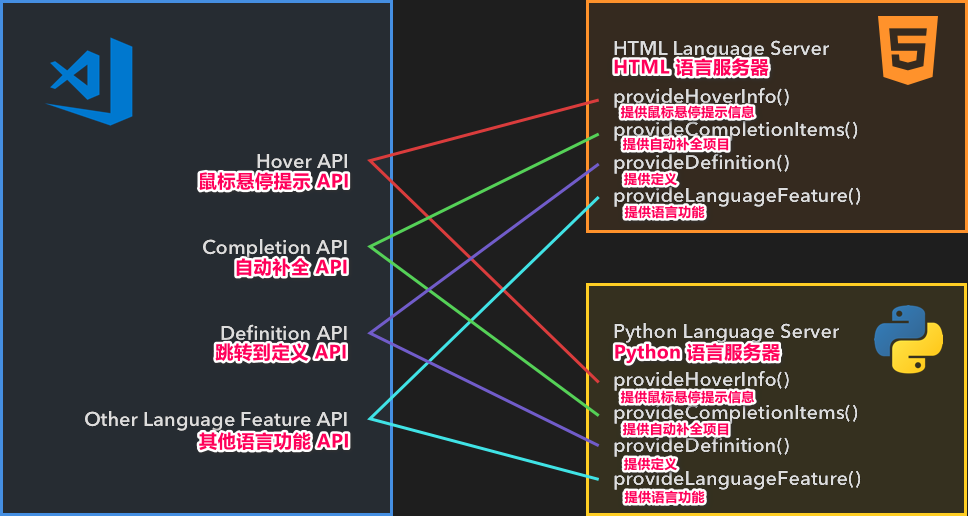 Hover API
鼠标悬停提示 API
Completion API
自动补全 API
Definition API
跳转到定义 API
Other Language Feature API
其他语言功能 API
HTML Language Server
HTML 语言服务器
provideHoverInfo()
提供鼠标悬停提示信息
provideCompletionItems()
提供自动补全项目
provideDefinition()
提供定义
provideLanguageFeature()
提供语言功能
Python Language Server
Python 语言服务器
provideHoverInfo()
提供鼠标悬停提示信息
provideCompletionItems()
提供自动补全项目
provideDefinition()
提供定义
provideLanguageFeature()
提供语言功能